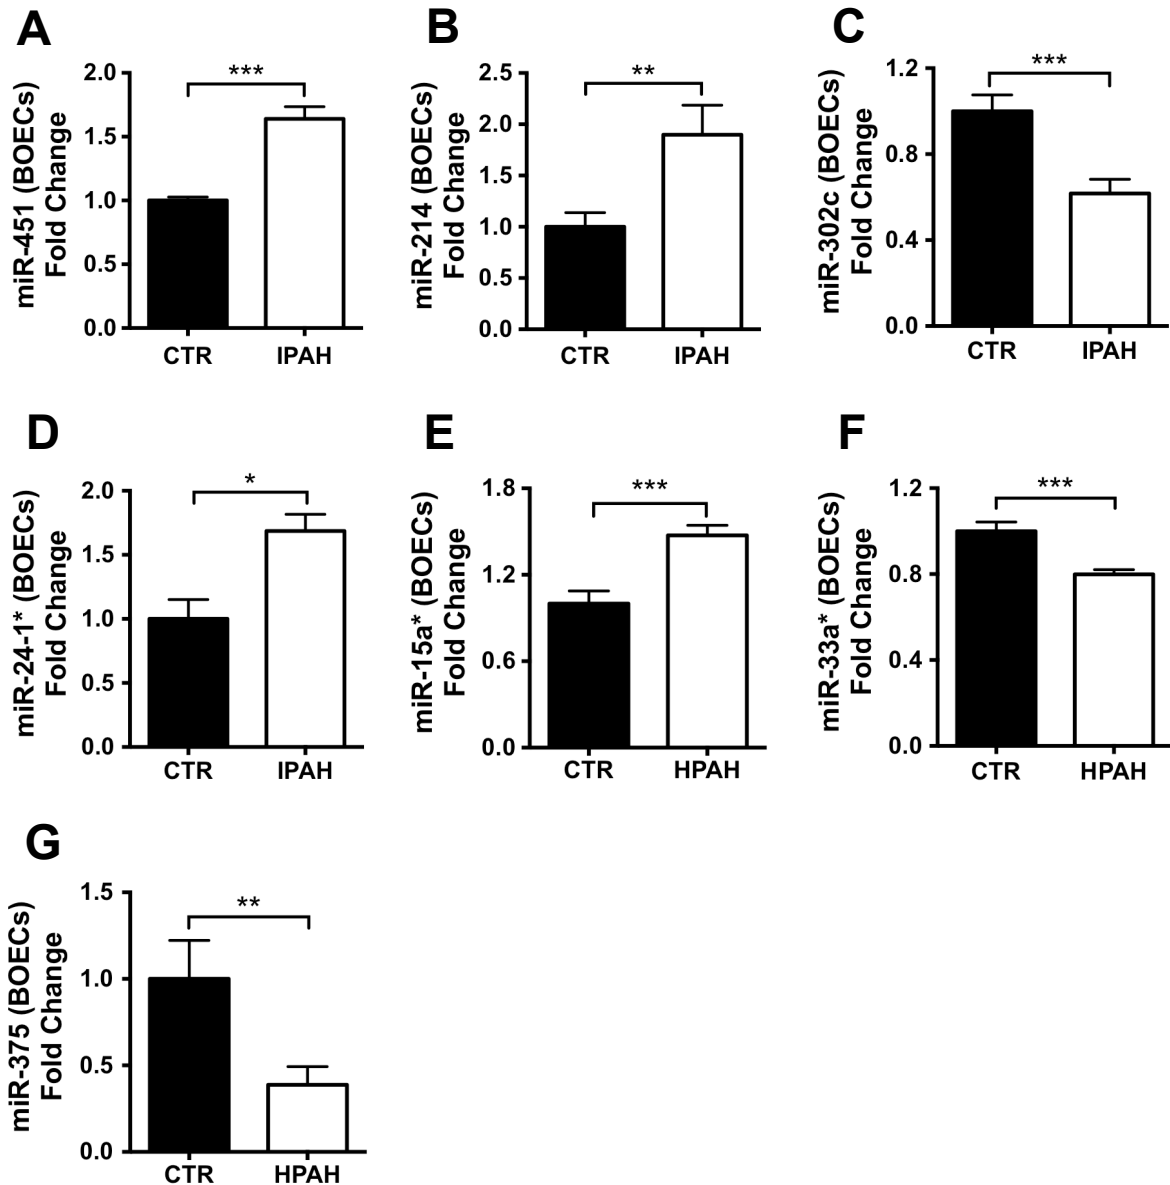 A
miR-451 (BOECs)
Fold Change
2.0
1.5
1.0
0.5
0.0
***
CTR
IPAH
B
miR-214 (BOECs)
Fold Change
2.5
2.0
1.5
1.0
0.5
0.0
**
CTR
IPAH
C
miR-302c (BOECs)
Fold Change
1.2
0.8
0.4
0.0
***
CTR
IPAH
D
miR-24-1* (BOECs)
Fold Change
2.0
1.5
1.0
0.5
0.0
*
CTR
IPAH
E
miR-15a* (BOECs)
Fold Change
1.8
1.2
0.6
0.0
***
CTR
HPAH
F
miR-33a* (BOECs)
Fold Change
1.2
0.8
0.4
0.0
***
CTR
HPAH
G
miR-375 (BOECs)
Fold Change
1.5
1.0
0.5
0.0
**
CTR
HPAH